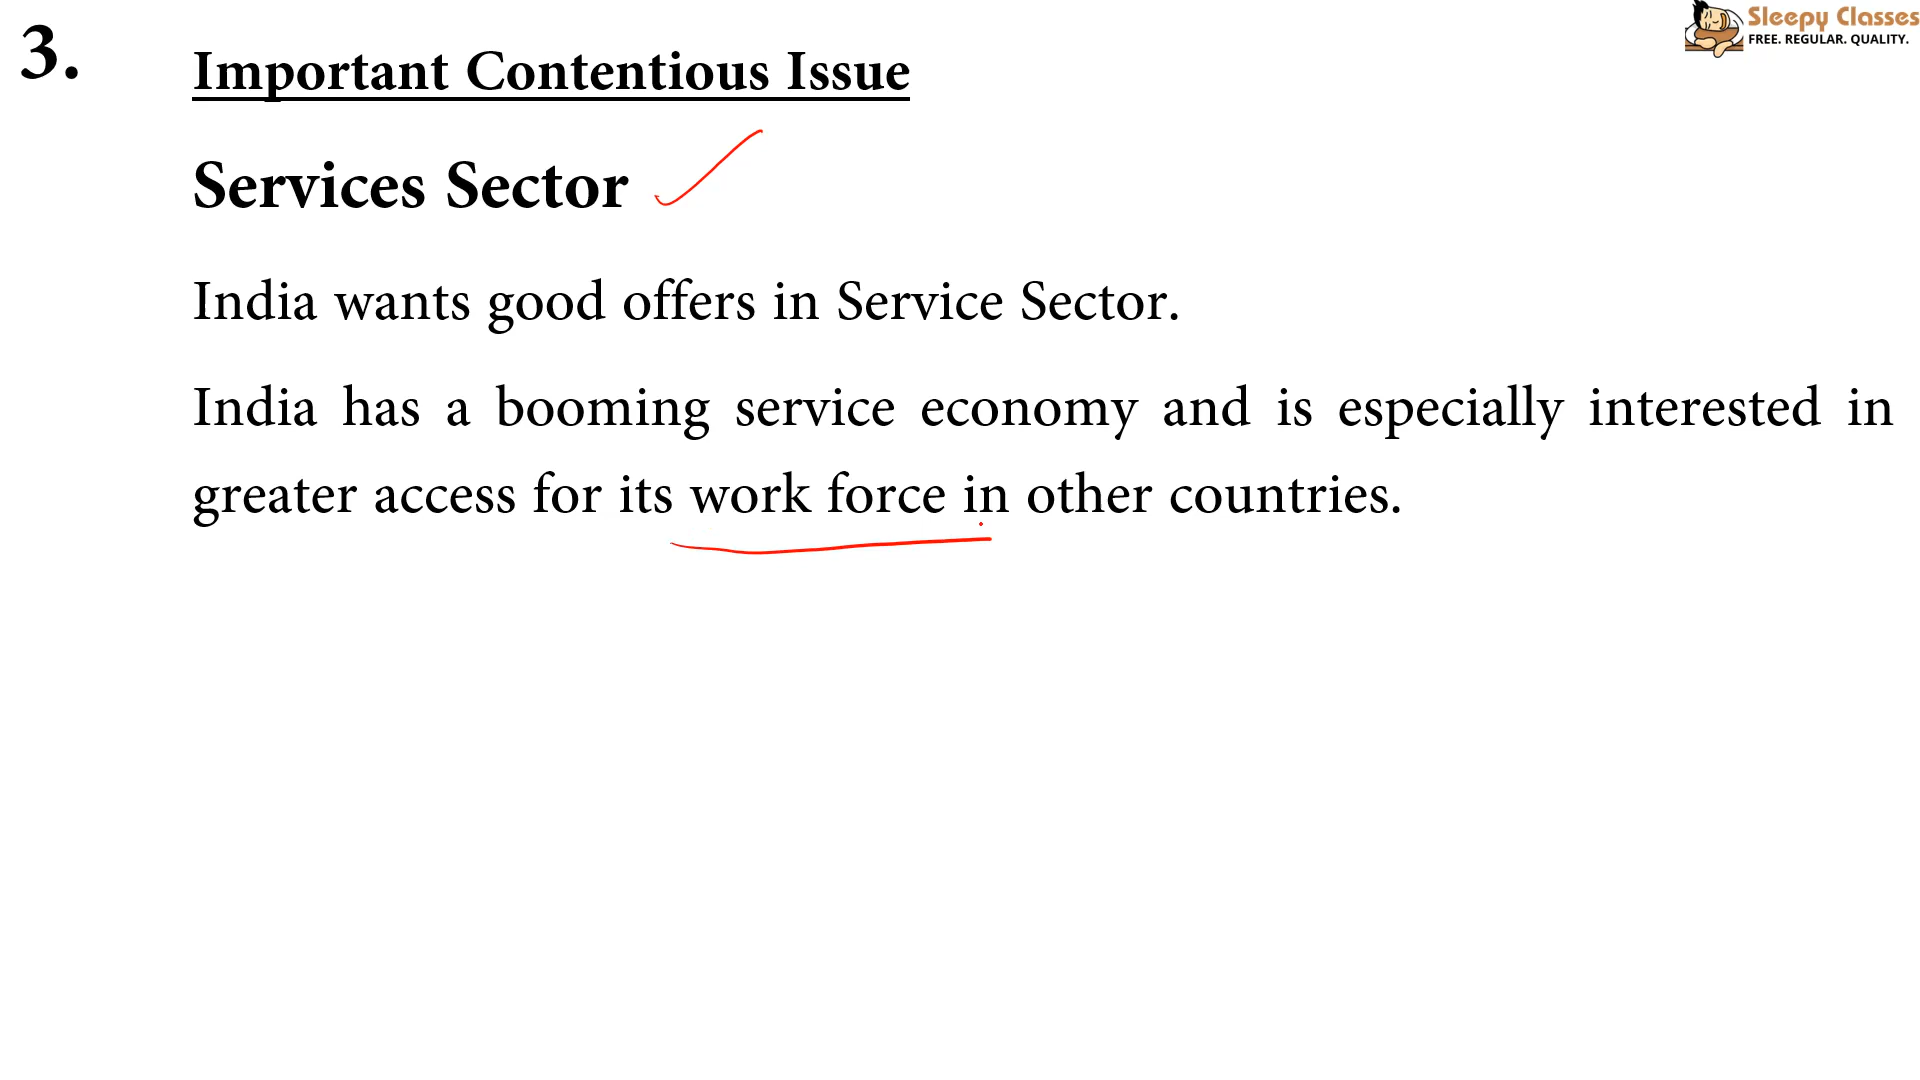 3.
Important Contentious Issue
Sleepy Classes
FREE. REGULAR. QUALITY.
Services Sector
India wants good offers in Service Sector.
India has a booming service economy and is especially interested in
greater access for its work force in other countries.